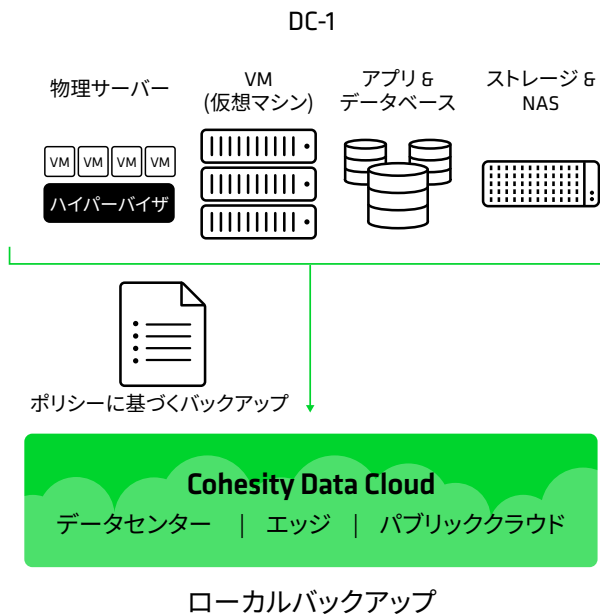 DC-1
物理サーバー
VM
(仮想マシン)
アプリ &
データベース
ストレージ &
NAS
VM VM VM VM
ハイパーバイザ
ポリシーに基づくバックアップ
Cohesity Data Cloud
データセンター | エッジ | パブリッククラウド
ローカルバックアップ